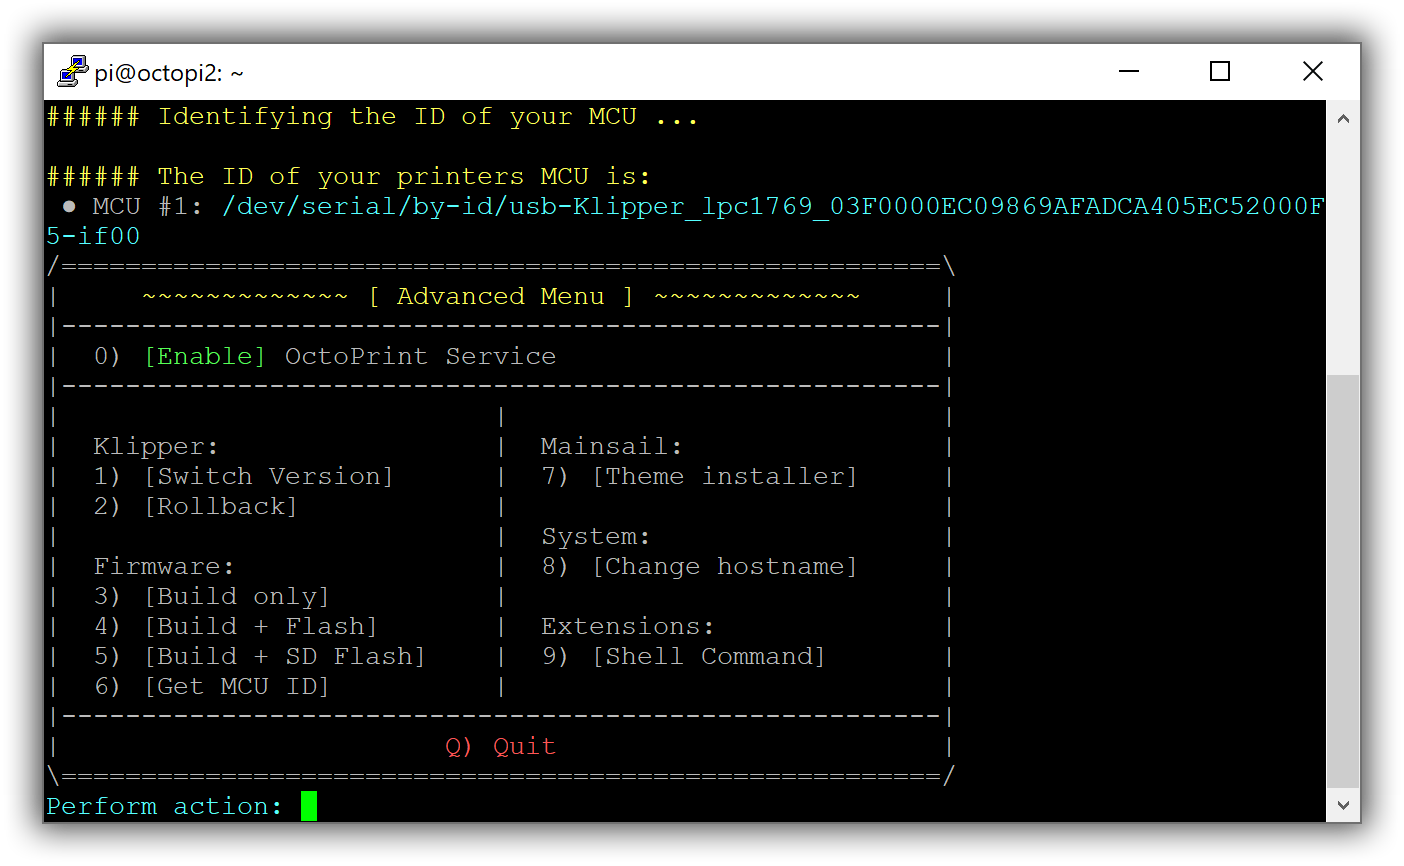 pi@octopi2: ~
###### Identifying the ID of your MCU ...
###### The ID of your printers MCU is:
● MCU #1: /dev/serial/by-id/usb-Klipper_lpc1769_03F0000EC09869AFADCA405EC52000F
5-if00
/=======================================================\
|     ~~~~~~~~~~~~~ [ Advanced Menu ] ~~~~~~~~~~~~~     |
|-------------------------------------------------------|
|  0) [Enable] OctoPrint Service                        |
|-------------------------------------------------------|
|                           |                           |
|  Klipper:                 |  Mainsail:                |
|  1) [Switch Version]      |  7) [Theme installer]     |
|  2) [Rollback]            |                           |
|                           |  System:                  |
|  Firmware:                |  8) [Change hostname]     |
|  3) [Build only]          |                           |
|  4) [Build + Flash]       |  Extensions:              |
|  5) [Build + SD Flash]    |  9) [Shell Command]       |
|  6) [Get MCU ID]          |                           |
|-------------------------------------------------------|
|                        Q) Quit                        |
\=======================================================/
Perform action: